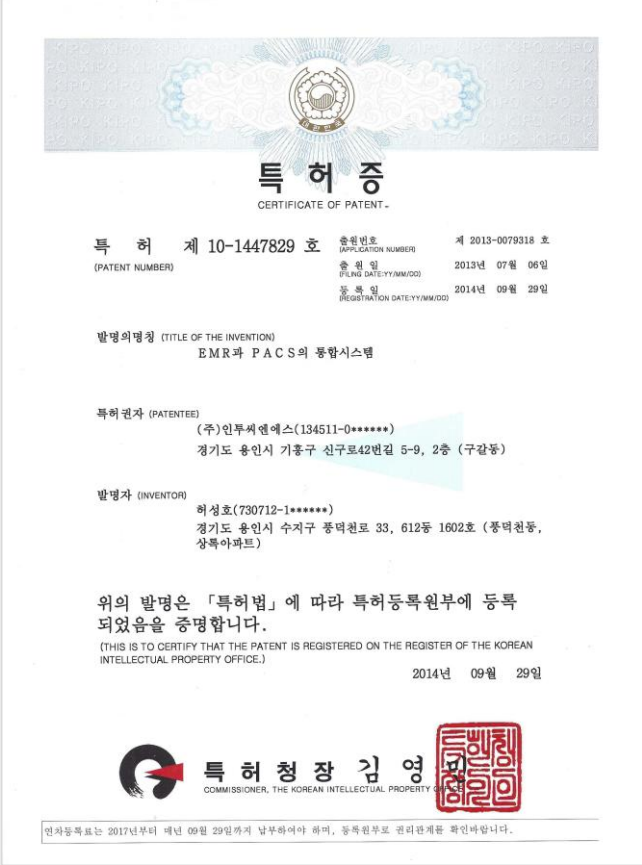 대한민국
특 허 증
CERTIFICATE OF PATENT
특 허 제 10-1447829 호
(PATENT NUMBER)
출원번호 제 2013-0079318 호
(APPLICATION NUMBER)
출 원 일 2013년 07월 06일
(FILING DATE:YY/MM/DD)
등 록 일 2014년 09월 29일
(REGISTRATION DATE:YY/MM/DD)
발명의명칭 (TITLE OF THE INVENTION)
EMR과 PACS의 통합시스템
특허권자 (PATENTEE)
(주)인투씨엔에스(134511-0******)
경기도 용인시 기흥구 신구로42번길 5-9, 2층 (구갈동)
발명자 (INVENTOR)
허성호(730712-1******)
경기도 용인시 수지구 풍덕천로 33, 612동 1602호 (풍덕천동,
상록아파트)
위의 발명은 「특허법」에 따라 특허등록원부에 등록
되었음을 증명합니다.
(THIS IS TO CERTIFY THAT THE PATENT IS REGISTERED ON THE REGISTER OF THE KOREAN
INTELLECTUAL PROPERTY OFFICE.)
2014년 09월 29일
특 허 청 장 김 영 민
COMMISSIONER, THE KOREAN INTELLECTUAL PROPERTY OFFICE
연차등록료는 2017년부터 매년 09월 29일까지 납부하여야 하며, 등록원부로 권리관계를 확인바랍니다.